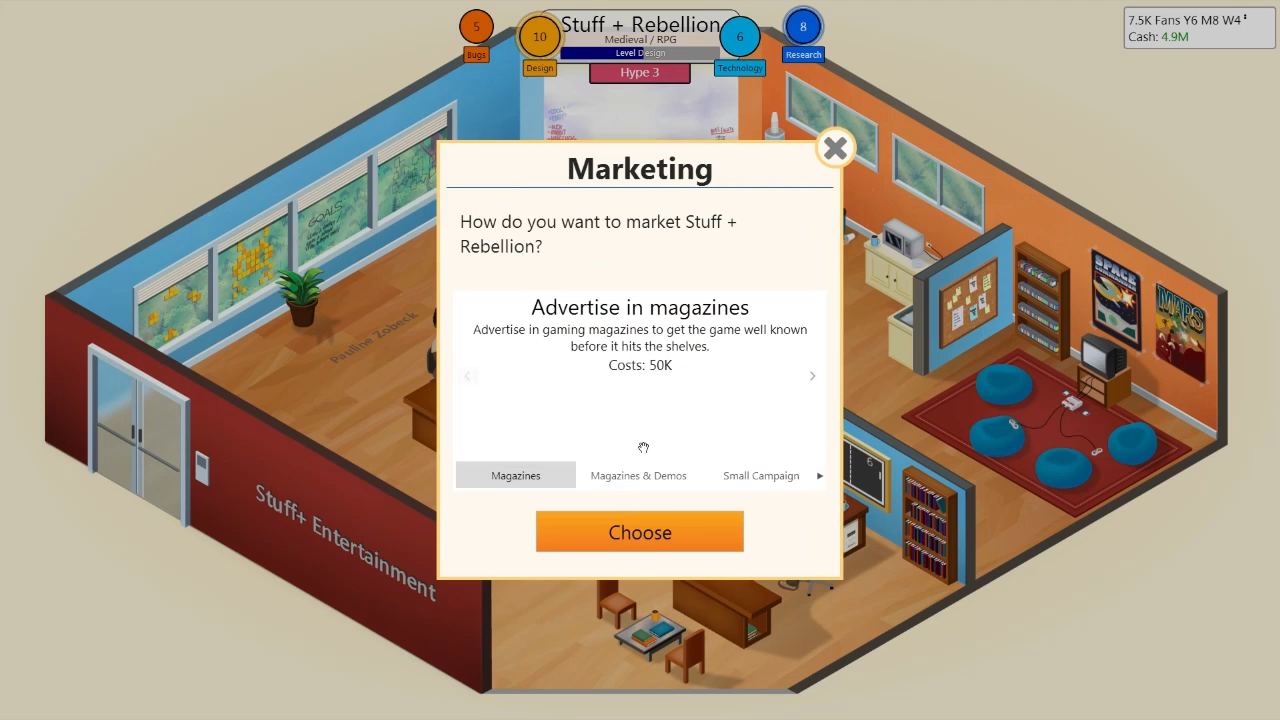 5
Bugs
10
Design
Stuff + Rebellion
Medieval / RPG
Level Design
Hype 3
6
Technology
8
Research
7.5K Fans Y6 M8 W4
Cash: 4.9M
Marketing
How do you want to market Stuff +
Rebellion?
Advertise in magazines
Advertise in gaming magazines to get the game well known
before it hits the shelves.
Costs: 50K
Magazines
Magazines & Demos
Small Campaign
Choose
GOALS
Pauline Zobeck
Stuff+ Entertainment
SPACE
MARS
6